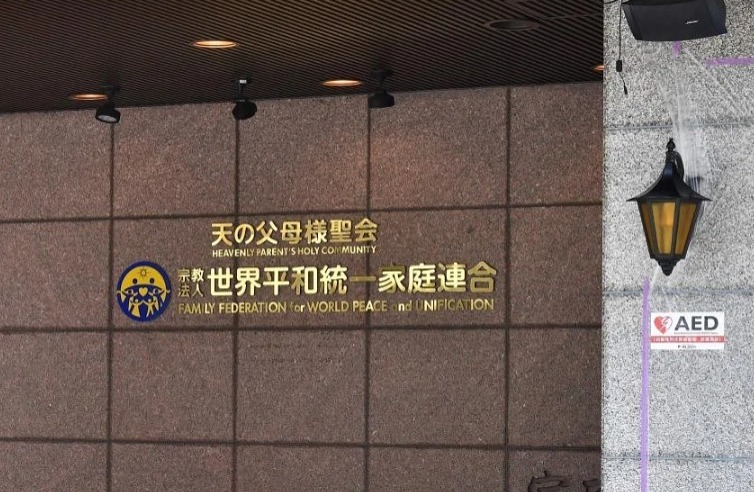 天の父母様聖会
HEAVENLY PARENT'S HOLY COMMUNITY
宗教
法人 世界平和統一家庭連合
FAMILY FEDERATION for WORLD PEACE and UNIFICATION
BOSE
AED